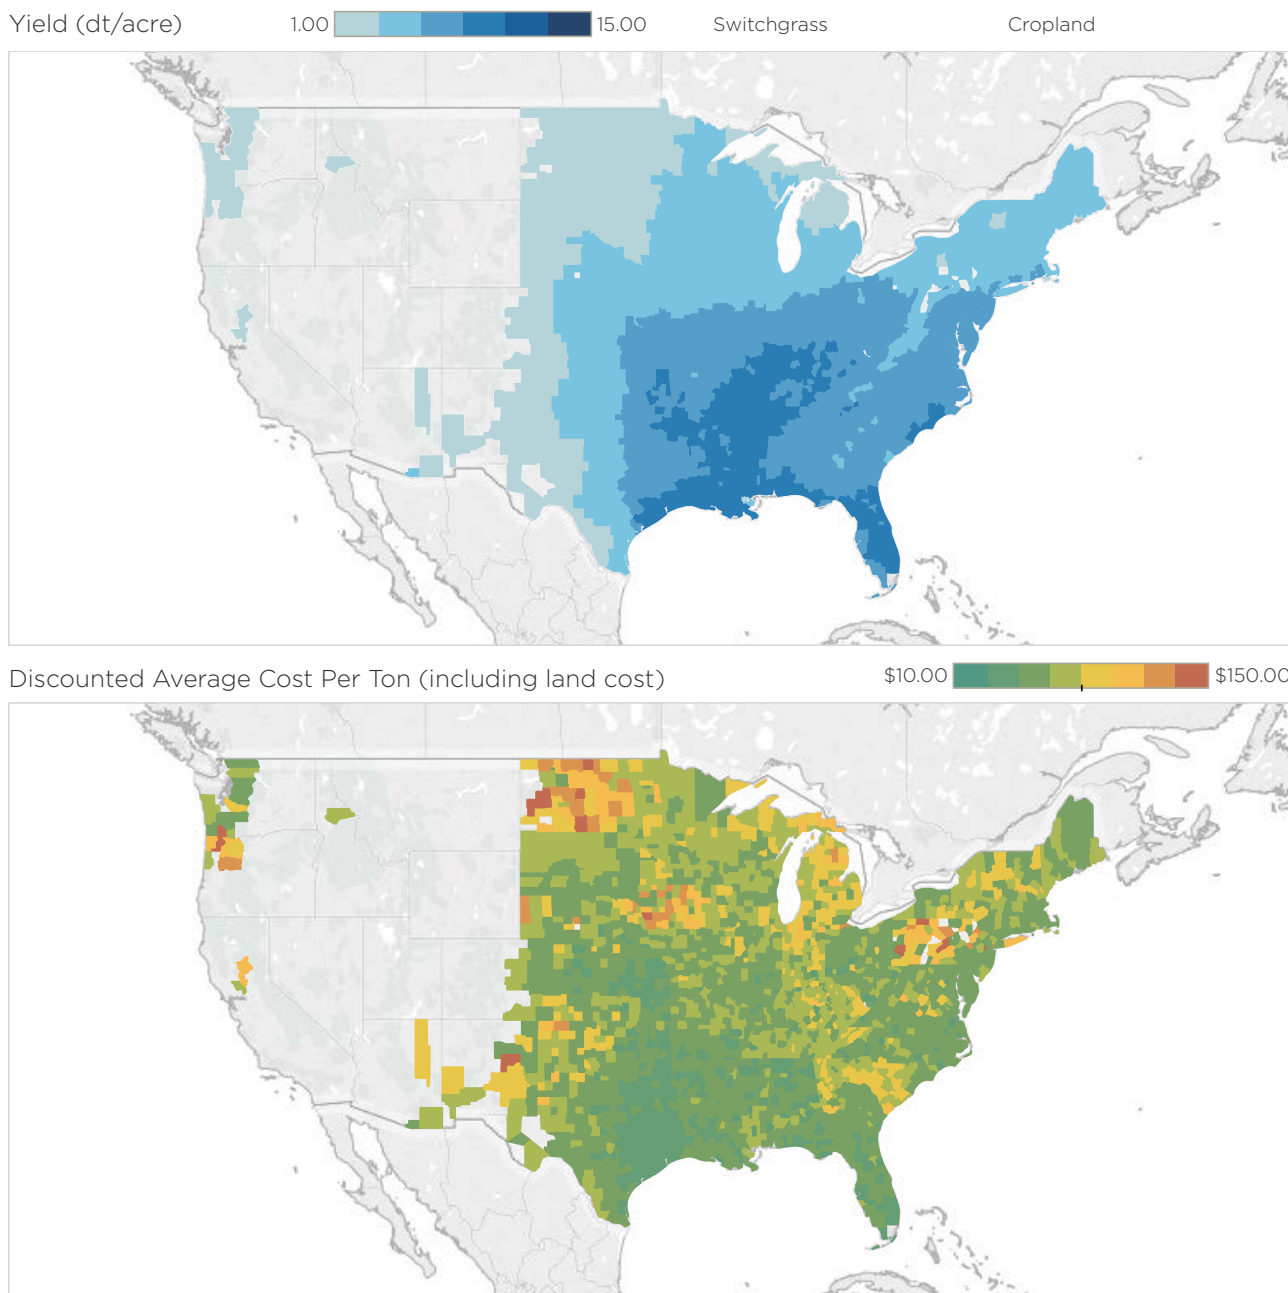 Yield (dt/acre) 1.00 15.00 Switchgrass Cropland
Discounted Average Cost Per Ton (including land cost) $10.00 $150.00